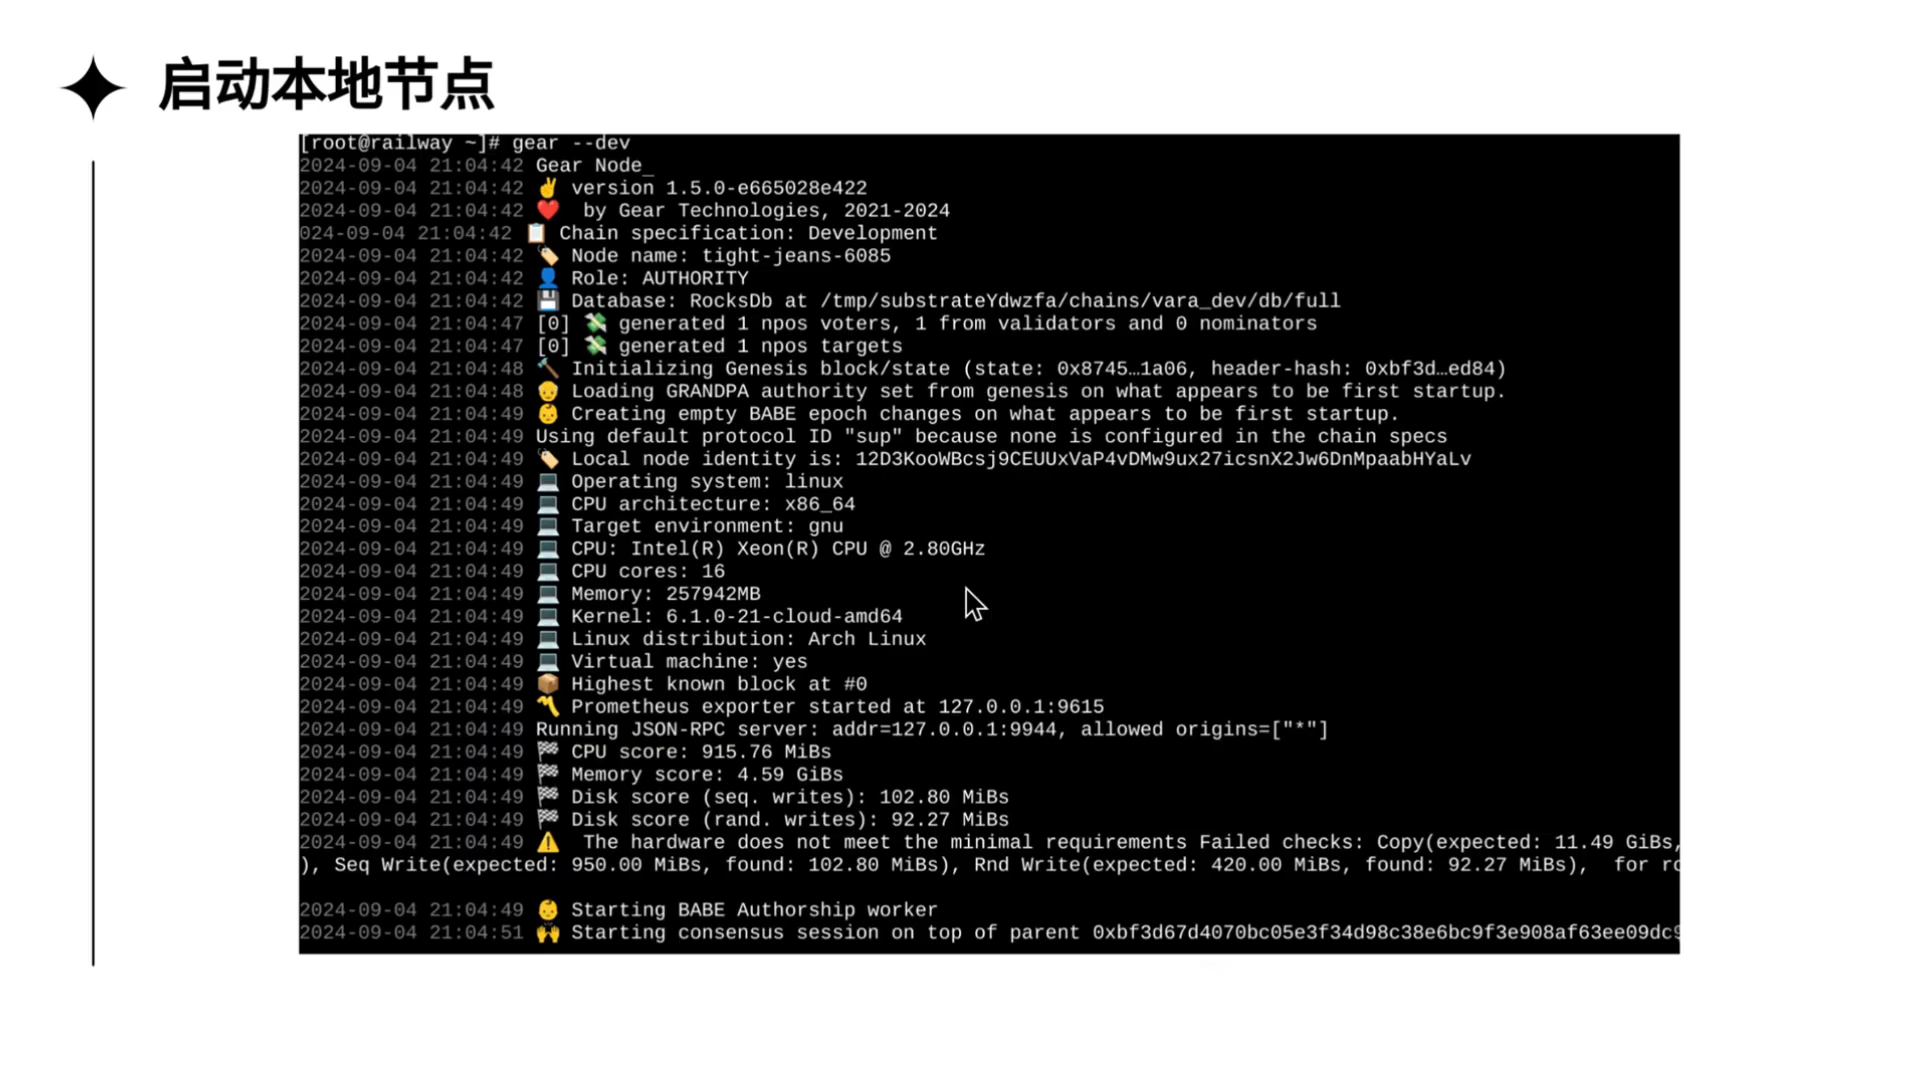 启动本地节点
[root@railway ~]# gear --dev
2024-09-04 21:04:42 Gear Node_
2024-09-04 21:04:42 ✌️ version 1.5.0-e665028e422
2024-09-04 21:04:42 ❤️ by Gear Technologies, 2021-2024
024-09-04 21:04:42 📋 Chain specification: Development
2024-09-04 21:04:42 🏷 Node name: tight-jeans-6085
2024-09-04 21:04:42 👤 Role: AUTHORITY
2024-09-04 21:04:42 💾 Database: RocksDb at /tmp/substrateYdwzfa/chains/vara_dev/db/full
2024-09-04 21:04:47 [0] 💸 generated 1 npos voters, 1 from validators and 0 nominators
2024-09-04 21:04:47 [0] 💸 generated 1 npos targets
2024-09-04 21:04:48 🔨 Initializing Genesis block/state (state: 0x8745…1a06, header-hash: 0xbf3d…ed84)
2024-09-04 21:04:48 👴 Loading GRANDPA authority set from genesis on what appears to be first startup.
2024-09-04 21:04:49 👶 Creating empty BABE epoch changes on what appears to be first startup.
2024-09-04 21:04:49 Using default protocol ID "sup" because none is configured in the chain specs
2024-09-04 21:04:49 🏷 Local node identity is: 12D3KooWBcsj9CEUUxVaP4vDMw9ux27icsnX2Jw6DnMpaabHYaLv
2024-09-04 21:04:49 💻 Operating system: linux
2024-09-04 21:04:49 💻 CPU architecture: x86_64
2024-09-04 21:04:49 💻 Target environment: gnu
2024-09-04 21:04:49 💻 CPU: Intel(R) Xeon(R) CPU @ 2.80GHz
2024-09-04 21:04:49 💻 CPU cores: 16
2024-09-04 21:04:49 💻 Memory: 257942MB
2024-09-04 21:04:49 💻 Kernel: 6.1.0-21-cloud-amd64
2024-09-04 21:04:49 💻 Linux distribution: Arch Linux
2024-09-04 21:04:49 💻 Virtual machine: yes
2024-09-04 21:04:49 📦 Highest known block at #0
2024-09-04 21:04:49 〽️ Prometheus exporter started at 127.0.0.1:9615
2024-09-04 21:04:49 Running JSON-RPC server: addr=127.0.0.1:9944, allowed origins=["*"]
2024-09-04 21:04:49 🏁 CPU score: 915.76 MiBs
2024-09-04 21:04:49 🏁 Memory score: 4.59 GiBs
2024-09-04 21:04:49 🏁 Disk score (seq. writes): 102.80 MiBs
2024-09-04 21:04:49 🏁 Disk score (rand. writes): 92.27 MiBs
2024-09-04 21:04:49 ⚠️ The hardware does not meet the minimal requirements Failed checks: Copy(expected: 11.49 GiBs,
), Seq Write(expected: 950.00 MiBs, found: 102.80 MiBs), Rnd Write(expected: 420.00 MiBs, found: 92.27 MiBs), for
2024-09-04 21:04:49 👶 Starting BABE Authorship worker
2024-09-04 21:04:51 🙌 Starting consensus session on top of parent 0xbf3d67d4070bc05e3f34d98c38e6bc9f3e908af63ee09dc